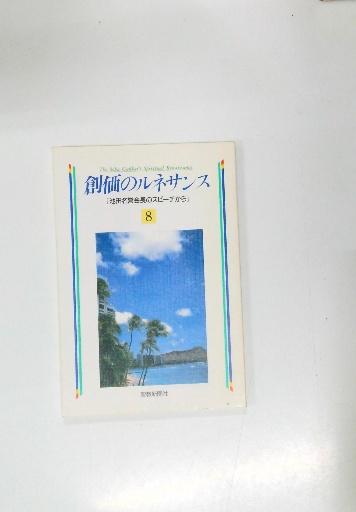 The Soka Gakkai's Spiritual Renaissance
創価のルネサンス
「池田名誉会長のスピーチから」
8
聖教新聞社